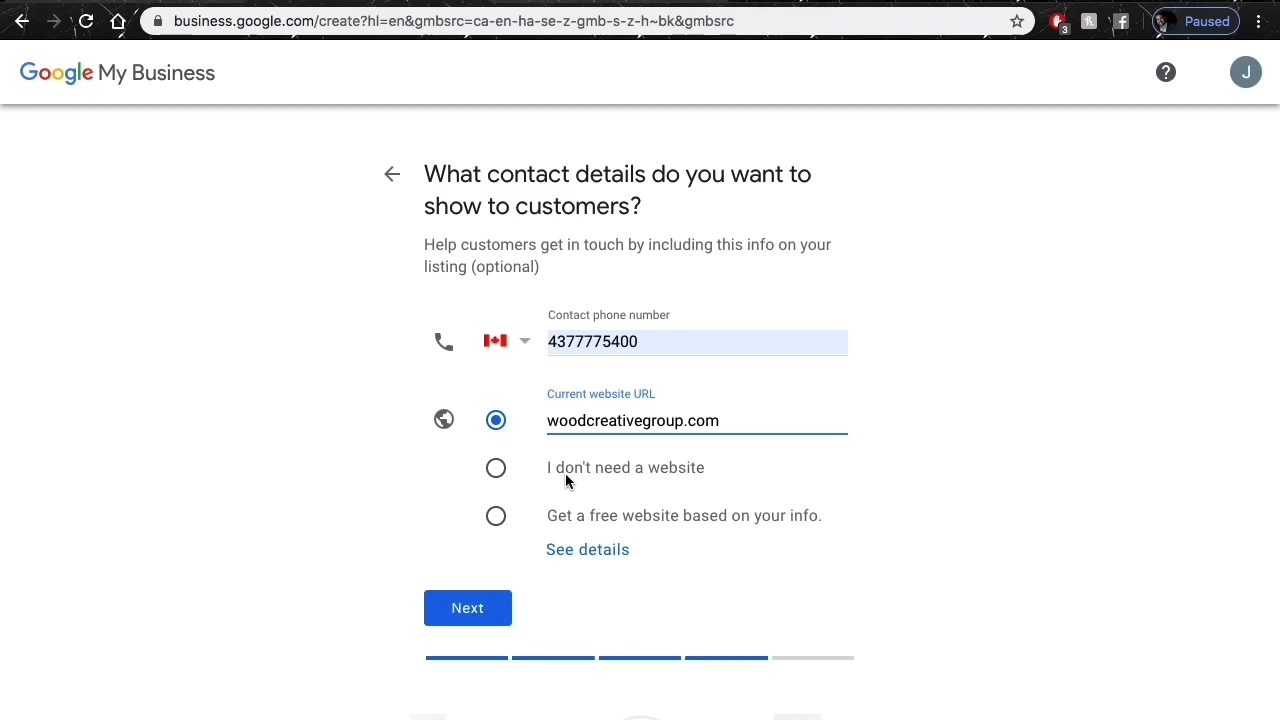 business.google.com/create?hl=en&gmbsrc=ca-en-ha-se-z-gmb-s-z-h~bk&gmbsrc
3
Paused
Google My Business
J
What contact details do you want to
show to customers?
Help customers get in touch by including this info on your
listing (optional)
Contact phone number
4377775400
Current website URL
woodcreativegroup.com
I don't need a website
Get a free website based on your info.
See details
Next